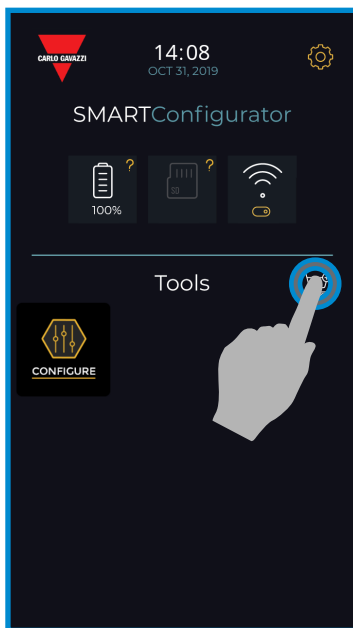 CARLO GAVAZZI
14:08
OCT 31, 2019
SMARTConfigurator
?
?
SD
100%
Tools
CONFIGURE